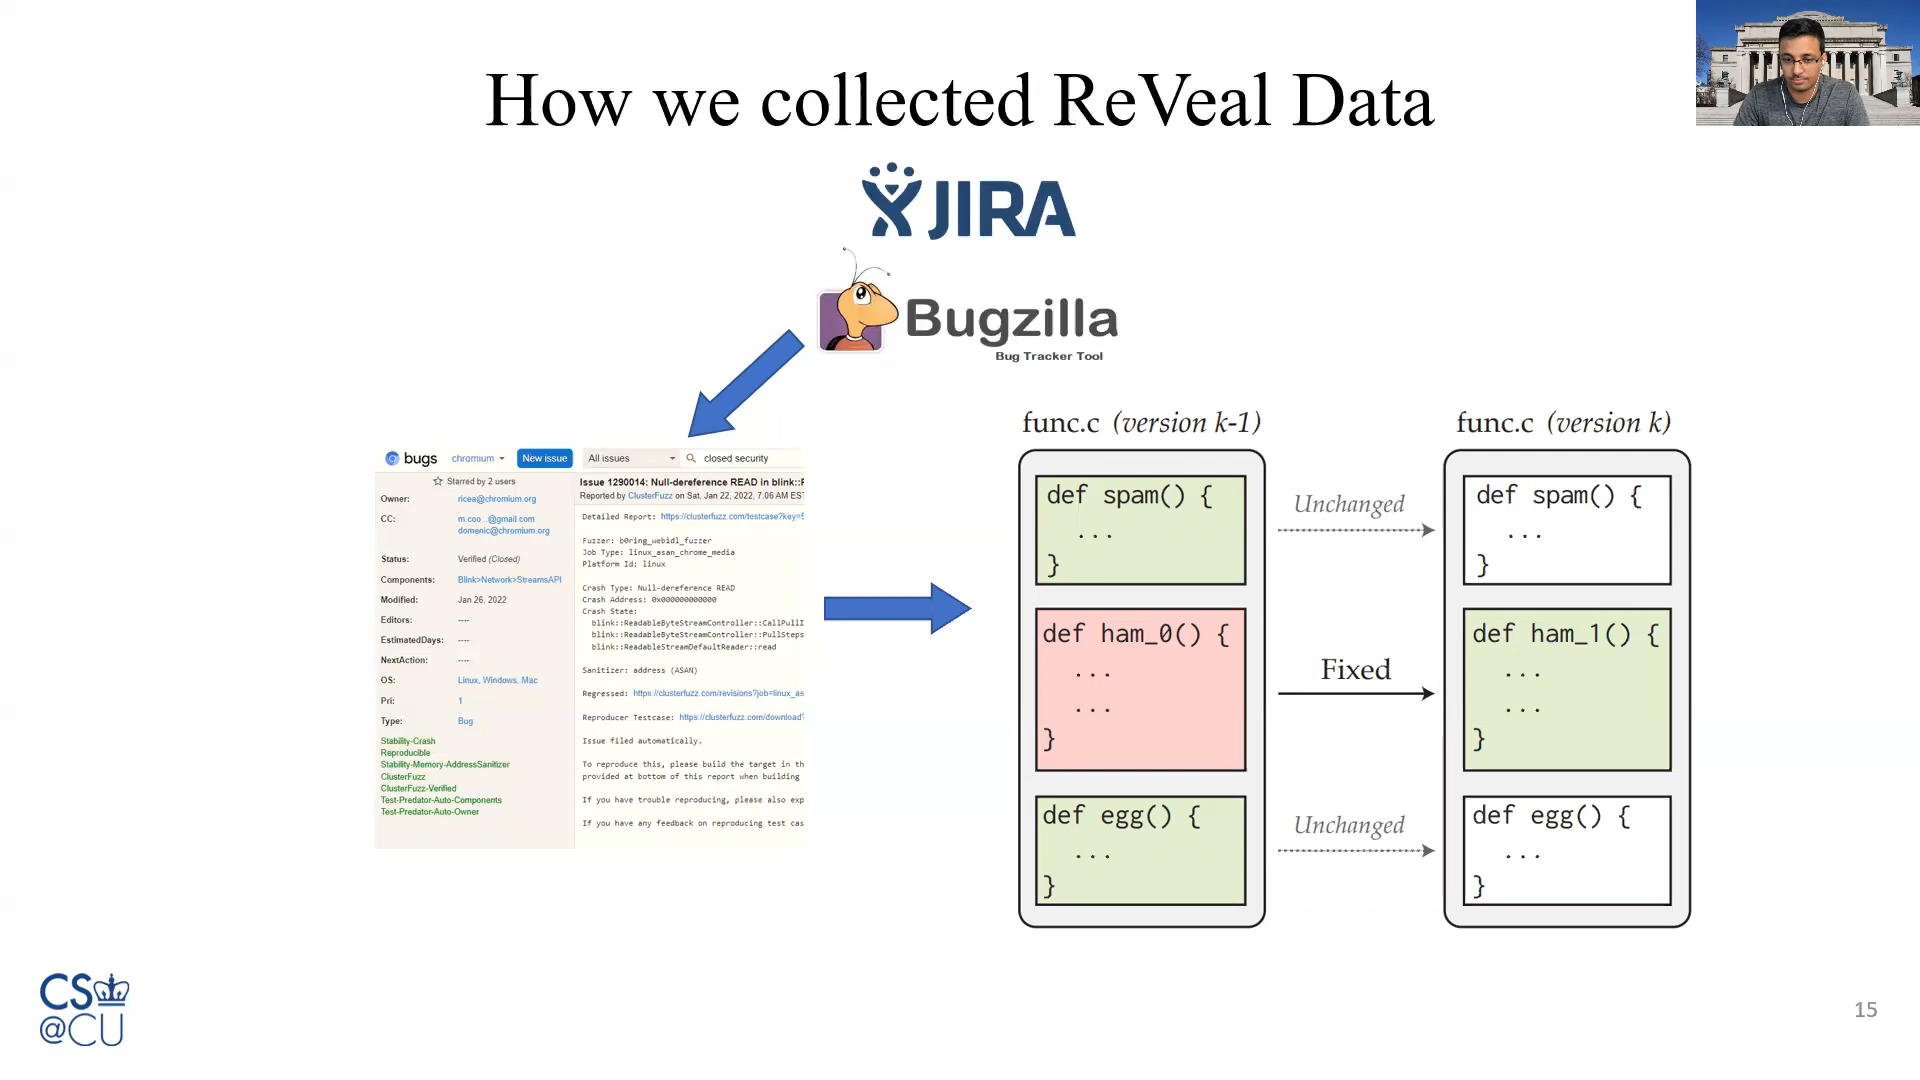 How we collected ReVeal Data
JIRA
Bugzilla
Bug Tracker Tool
bugs chromium New issue All issues closed security
Starred by 2 users
Owner: ricea@chromium.org
CC: m.coo...@gmail.com
domenic@chromium.org
Status: Verified (Closed)
Components: Blink>Network>StreamsAPI
Modified: Jan 26, 2022
Editors: ----
EstimatedDays: ----
NextAction: ----
OS: Linux, Windows, Mac
Pri: 1
Type: Bug
Stability-Crash
Reproducible
Stability-Memory-AddressSanitizer
ClusterFuzz
ClusterFuzz-Verified
Test-Predator-Auto-Components
Test-Predator-Auto-Owner
Issue 1290014: Null-dereference READ in blink::
Reported by ClusterFuzz on Sat, Jan 22, 2022, 7:06 AM EST
Detailed Report: https://clusterfuzz.com/testcase?key=5
Fuzzer: b0ring_webidl_fuzzer
Job Type: linux_asan_chrome_media
Platform Id: linux
Crash Type: Null-dereference READ
Crash Address: 0x000000000000
Crash State:
blink::ReadableByteStreamController::CallPullI
blink::ReadableByteStreamController::PullSteps
blink::ReadableStreamDefaultReader::read
Sanitizer: address (ASAN)
Regressed: https://clusterfuzz.com/revisions?job=linux_as
Reproducer Testcase: https://clusterfuzz.com/download?
Issue filed automatically.
To reproduce this, please build the target in th
provided at bottom of this report when building
If you have trouble reproducing, please also exp
If you have any feedback on reproducing test cas
func.c (version k-1)
def spam() {
...
}
def ham_0() {
...
...
}
def egg() {
...
}
Unchanged
Fixed
Unchanged
func.c (version k)
def spam() {
...
}
def ham_1() {
...
...
}
def egg() {
...
}
CS
@CU
15